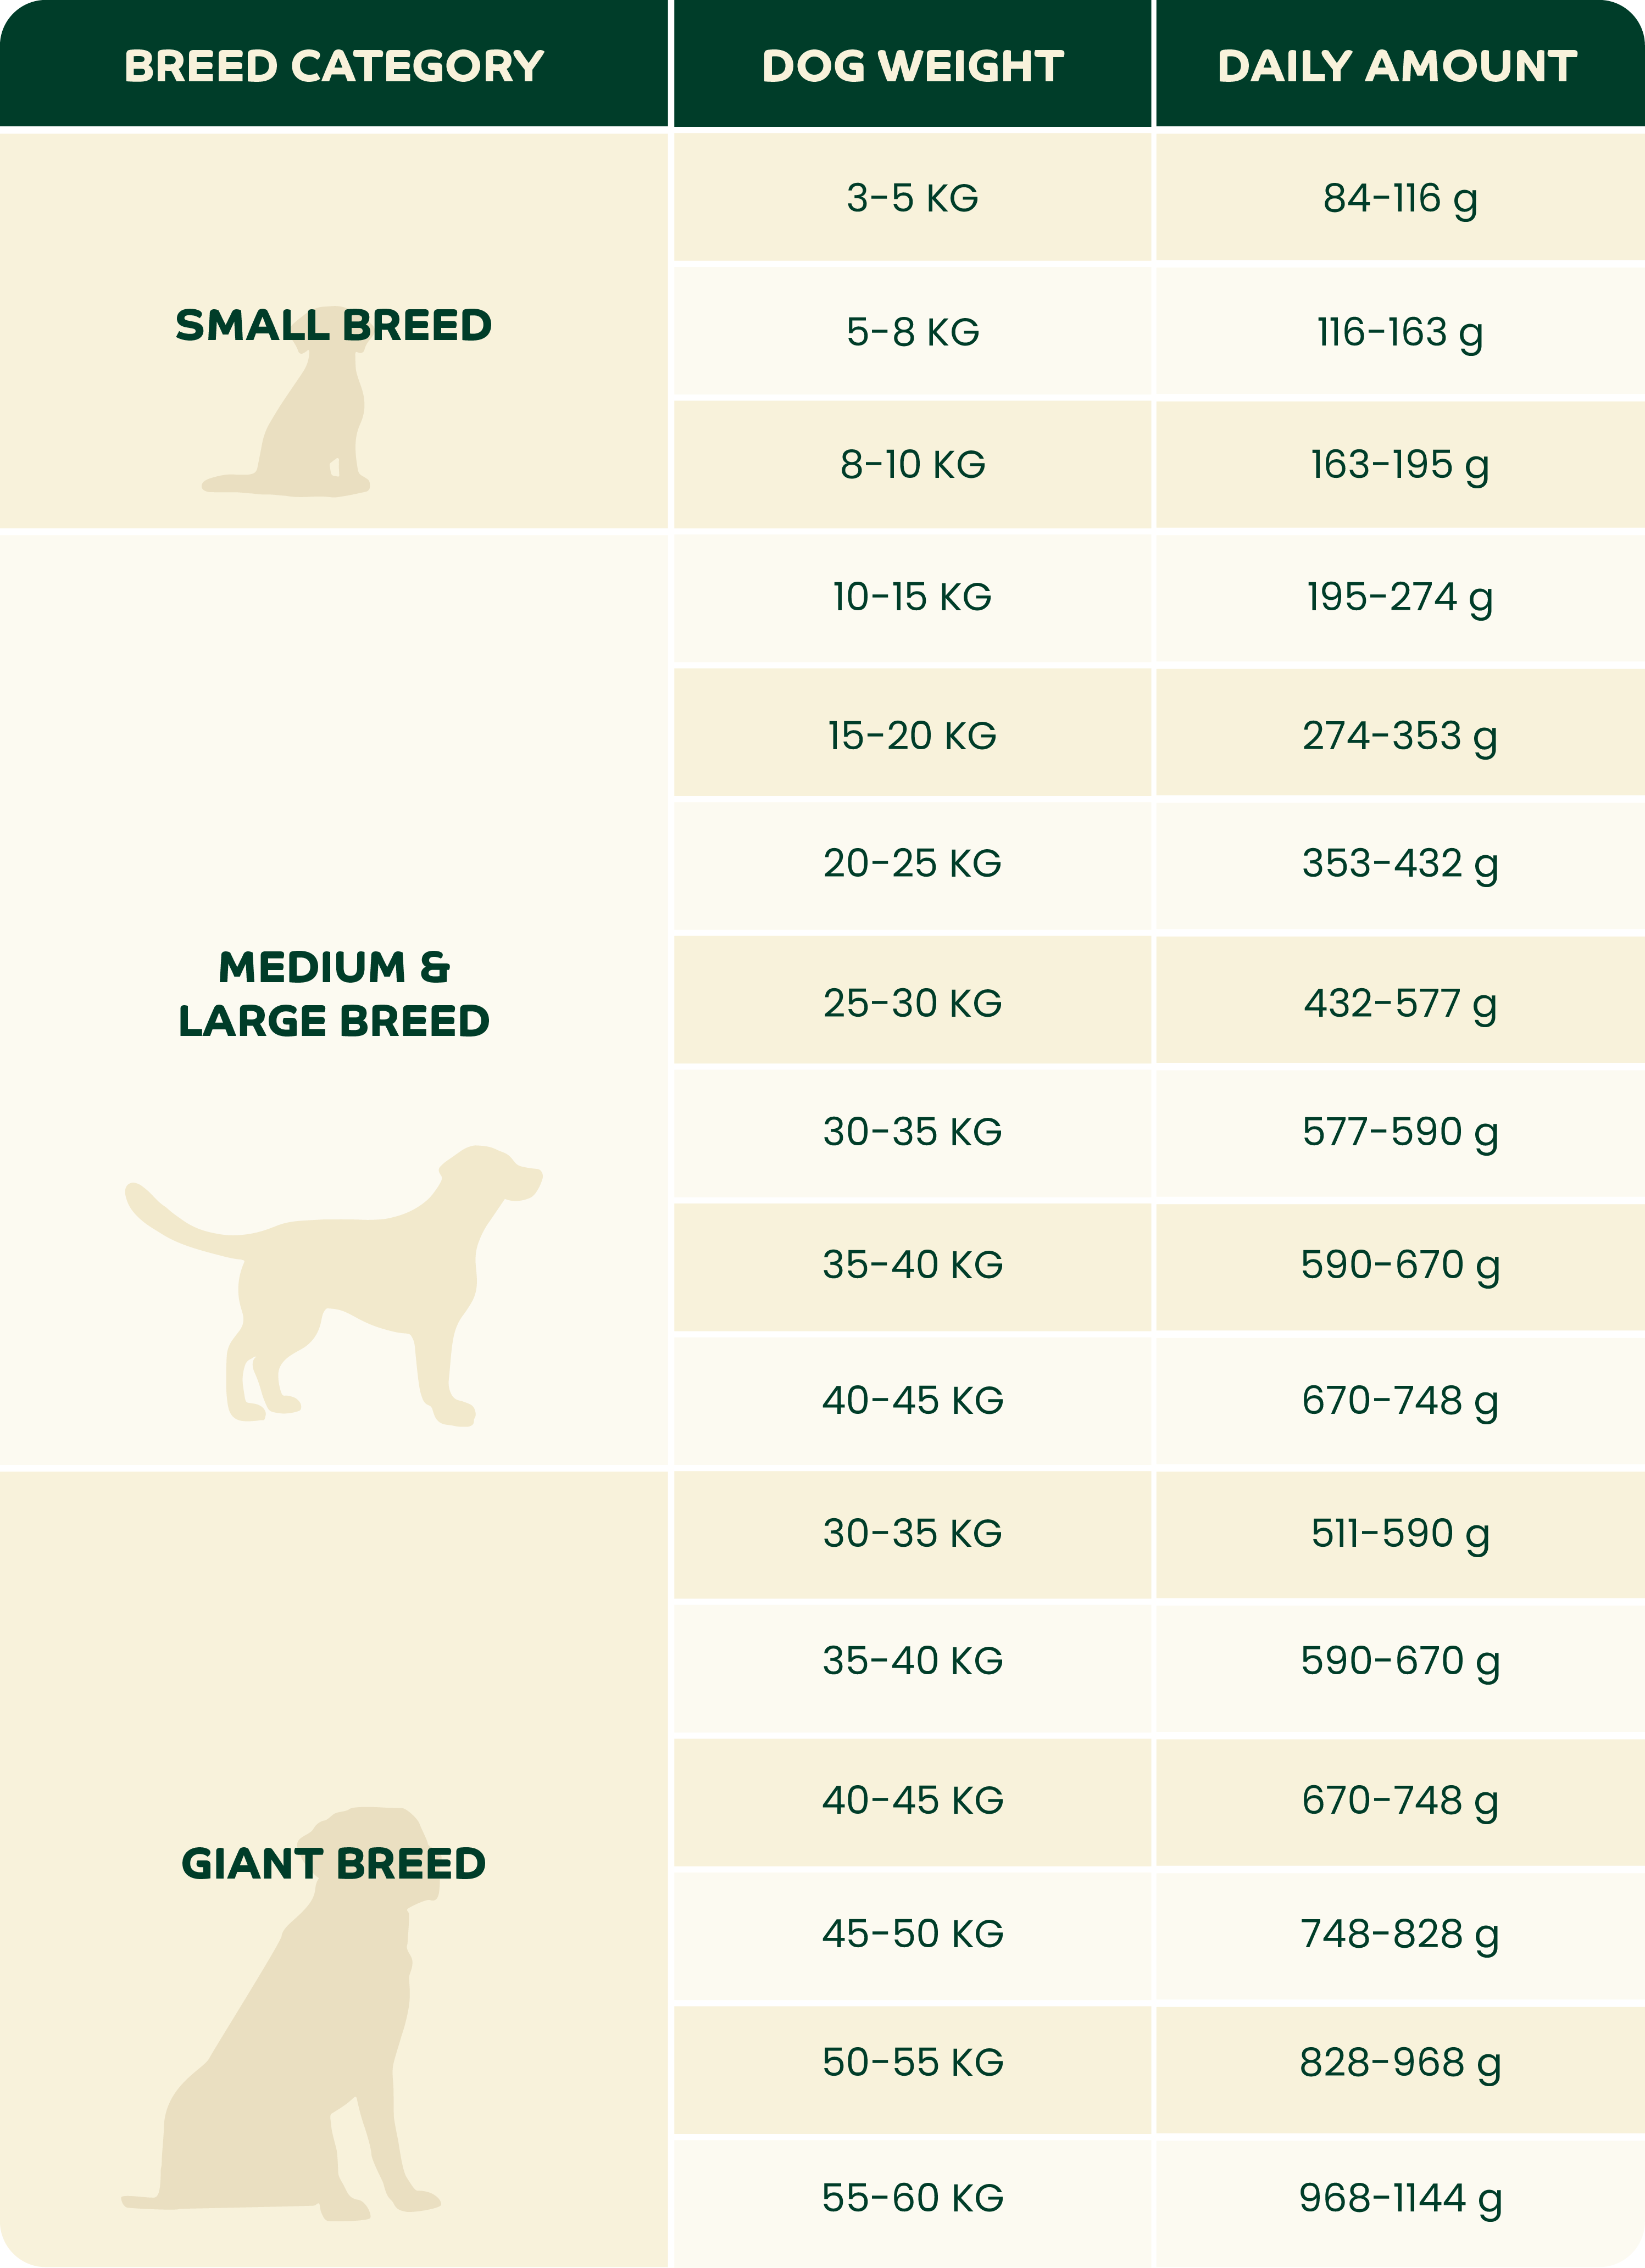 BREED CATEGORY DOG WEIGHT DAILY AMOUNT
SMALL BREED
3-5 KG 84-116 g
5-8 KG 116-163 g
8-10 KG 163-195 g
MEDIUM &
LARGE BREED
10-15 KG 195-274 g
15-20 KG 274-353 g
20-25 KG 353-432 g
25-30 KG 432-577 g
30-35 KG 577-590 g
35-40 KG 590-670 g
40-45 KG 670-748 g
GIANT BREED
30-35 KG 511-590 g
35-40 KG 590-670 g
40-45 KG 670-748 g
45-50 KG 748-828 g
50-55 KG 828-968 g
55-60 KG 968-1144 g